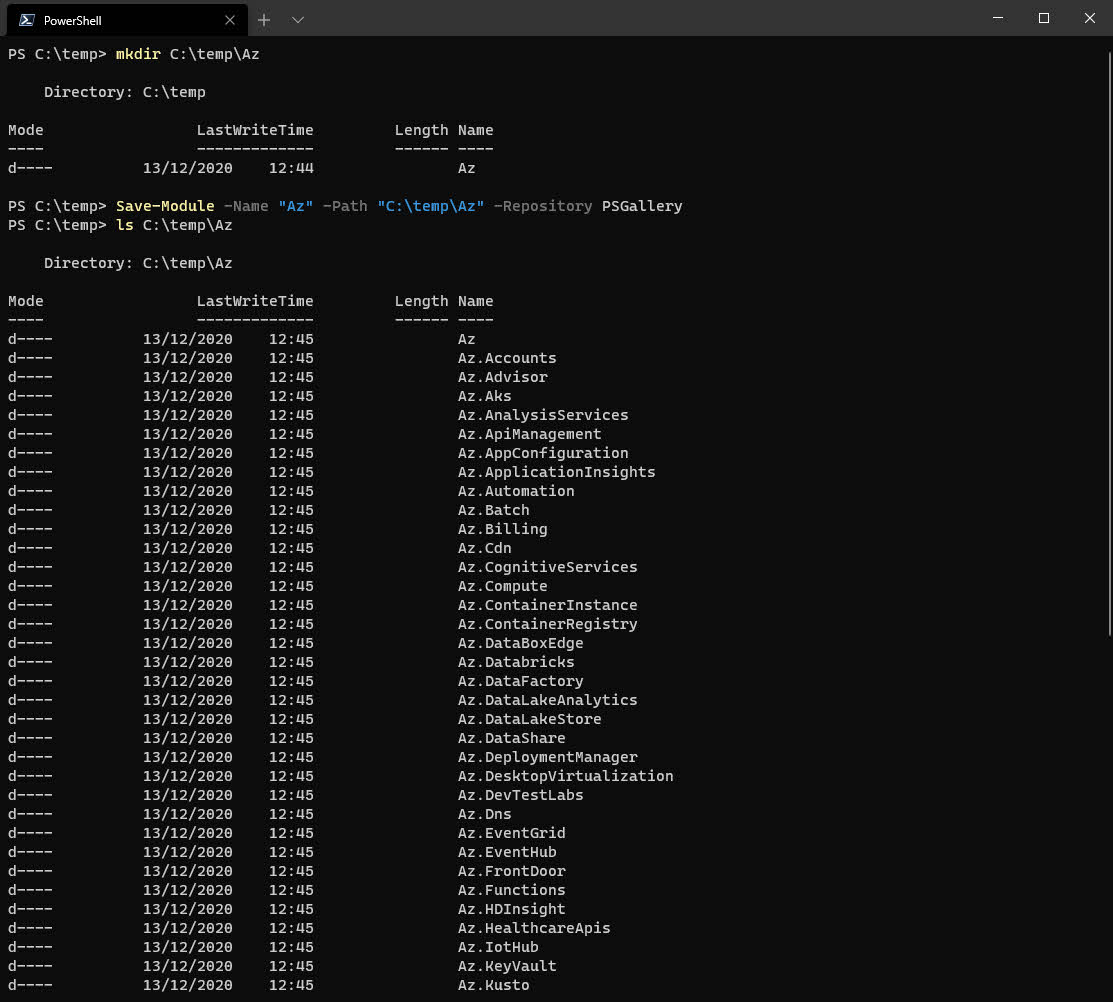 PowerShell
PS C:\temp> mkdir C:\temp\Az
Directory: C:\temp
Mode LastWriteTime Length Name
---- ------------- ------ ----
d---- 13/12/2020 12:44 Az
PS C:\temp> Save-Module -Name "Az" -Path "C:\temp\Az" -Repository PSGallery
PS C:\temp> ls C:\temp\Az
Directory: C:\temp\Az
Mode LastWriteTime Length Name
---- ------------- ------ ----
d---- 13/12/2020 12:45 Az
d---- 13/12/2020 12:45 Az.Accounts
d---- 13/12/2020 12:45 Az.Advisor
d---- 13/12/2020 12:45 Az.Aks
d---- 13/12/2020 12:45 Az.AnalysisServices
d---- 13/12/2020 12:45 Az.ApiManagement
d---- 13/12/2020 12:45 Az.AppConfiguration
d---- 13/12/2020 12:45 Az.ApplicationInsights
d---- 13/12/2020 12:45 Az.Automation
d---- 13/12/2020 12:45 Az.Batch
d---- 13/12/2020 12:45 Az.Billing
d---- 13/12/2020 12:45 Az.Cdn
d---- 13/12/2020 12:45 Az.CognitiveServices
d---- 13/12/2020 12:45 Az.Compute
d---- 13/12/2020 12:45 Az.ContainerInstance
d---- 13/12/2020 12:45 Az.ContainerRegistry
d---- 13/12/2020 12:45 Az.DataBoxEdge
d---- 13/12/2020 12:45 Az.Databricks
d---- 13/12/2020 12:45 Az.DataFactory
d---- 13/12/2020 12:45 Az.DataLakeAnalytics
d---- 13/12/2020 12:45 Az.DataLakeStore
d---- 13/12/2020 12:45 Az.DataShare
d---- 13/12/2020 12:45 Az.DeploymentManager
d---- 13/12/2020 12:45 Az.DesktopVirtualization
d---- 13/12/2020 12:45 Az.DevTestLabs
d---- 13/12/2020 12:45 Az.Dns
d---- 13/12/2020 12:45 Az.EventGrid
d---- 13/12/2020 12:45 Az.EventHub
d---- 13/12/2020 12:45 Az.FrontDoor
d---- 13/12/2020 12:45 Az.Functions
d---- 13/12/2020 12:45 Az.HDInsight
d---- 13/12/2020 12:45 Az.HealthcareApis
d---- 13/12/2020 12:45 Az.IotHub
d---- 13/12/2020 12:45 Az.KeyVault
d---- 13/12/2020 12:45 Az.Kusto